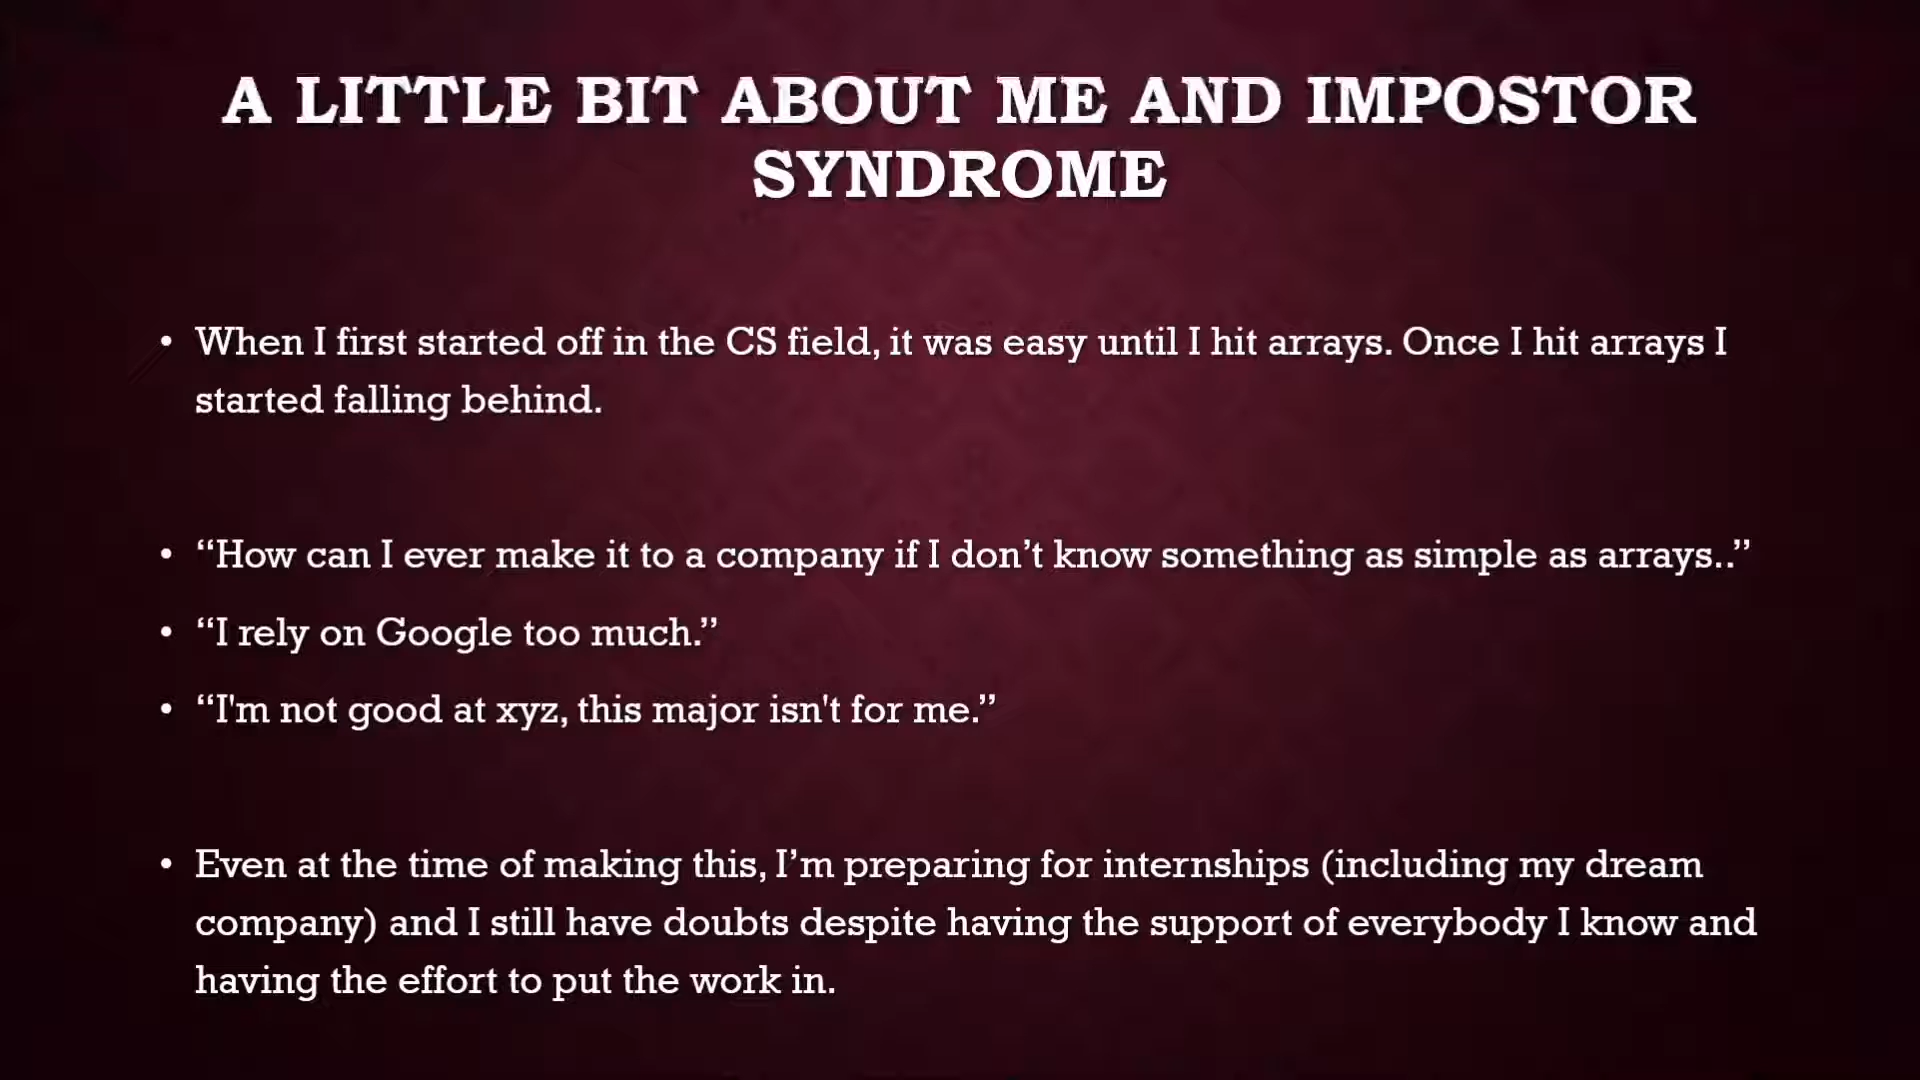 A LITTLE BIT ABOUT ME AND IMPOSTOR
SYNDROME
• When I first started off in the CS field, it was easy until I hit arrays. Once I hit arrays I
started falling behind.
• “How can I ever make it to a company if I don’t know something as simple as arrays..”
• “I rely on Google too much.”
• “I'm not good at xyz, this major isn't for me.”
• Even at the time of making this, I’m preparing for internships (including my dream
company) and I still have doubts despite having the support of everybody I know and
having the effort to put the work in.